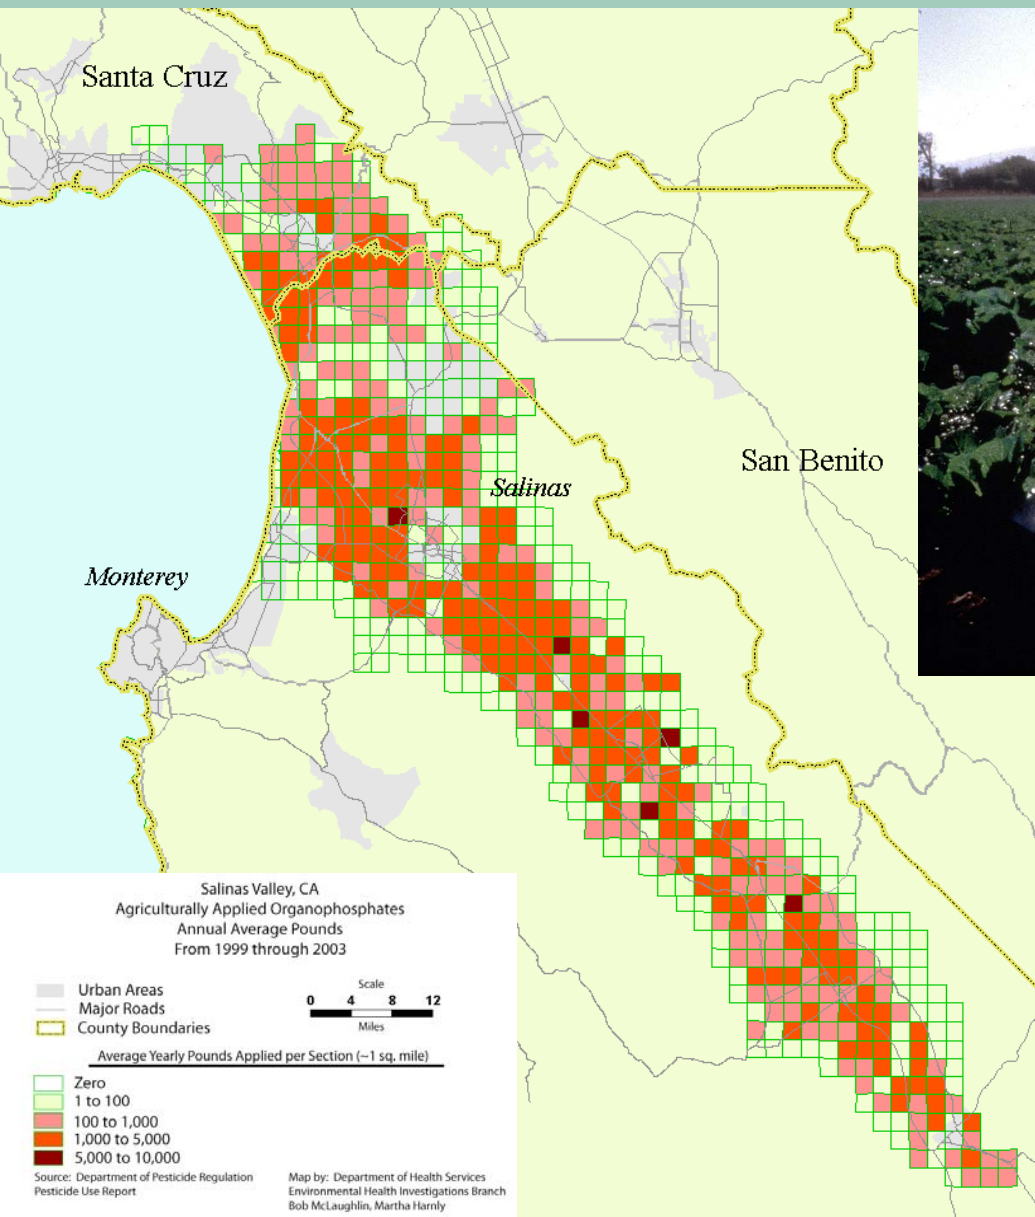 Santa Cruz
San Benito
Salinas
Monterey
Salinas Valley, CA
Agriculturally Applied Organophosphates
Annual Average Pounds
From 1999 through 2003
Urban Areas
Major Roads
County Boundaries
Scale
0 4 8 12
Miles
Average Yearly Pounds Applied per Section (~1 sq. mile)
Zero
1 to 100
100 to 1,000
1,000 to 5,000
5,000 to 10,000
Source: Department of Pesticide Regulation
Pesticide Use Report
Map by: Department of Health Services
Environmental Health Investigations Branch
Bob McLaughlin, Martha Harnly